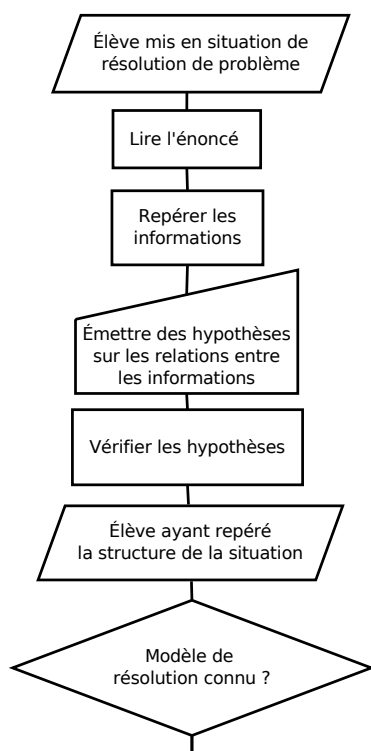 Élève mis en situation de
résolution de problème
Lire l'énoncé
Repérer les
informations
Émettre des hypothèses
sur les relations entre
les informations
Vérifier les hypothèses
Élève ayant repéré
la structure de la situation
Modèle de
résolution connu ?